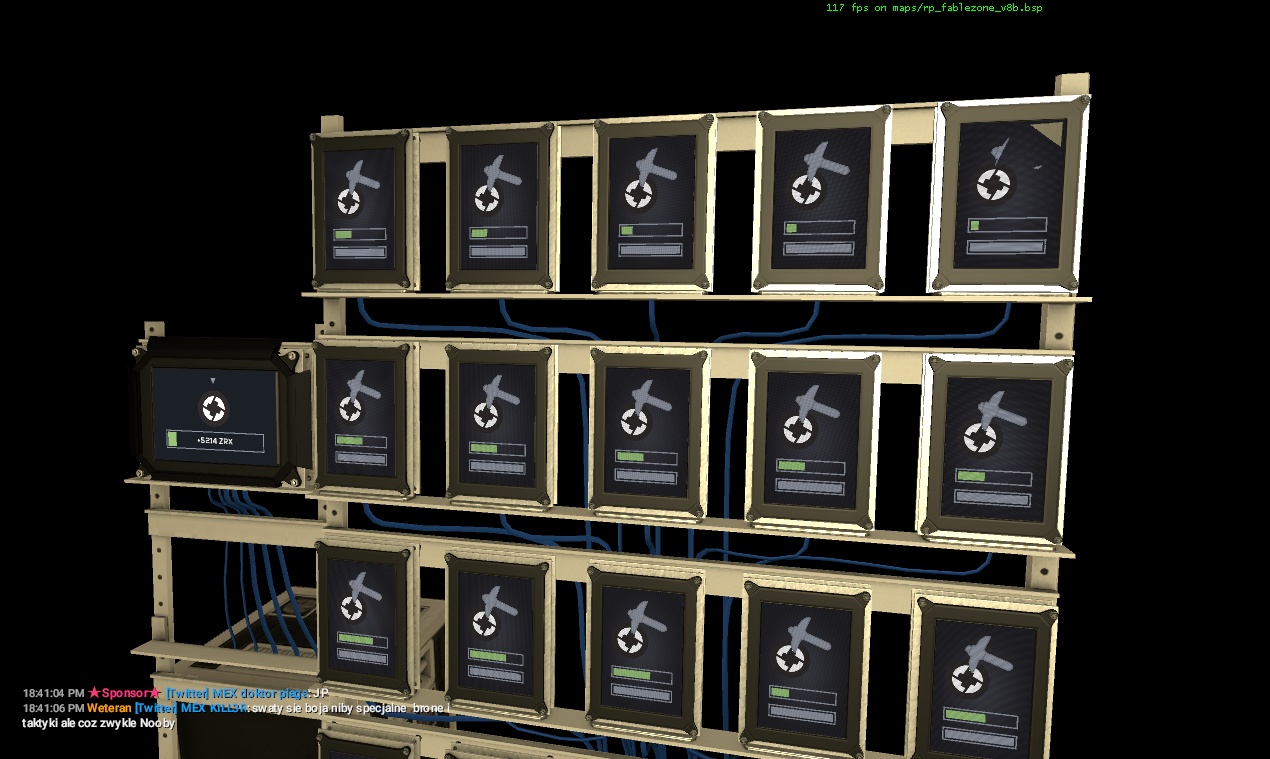 117 fps on maps/rp_fablezone_v8b.bsp
+5214 ZRX
18:41:04 PM ★Sponsor★ [Twitter] MEX doktor plage: JP
18:41:06 PM Weteran [Twitter] MEX KILL3R: swaty sie boja niby specjalne brone i
taktyki ale coz zwykle Nooby